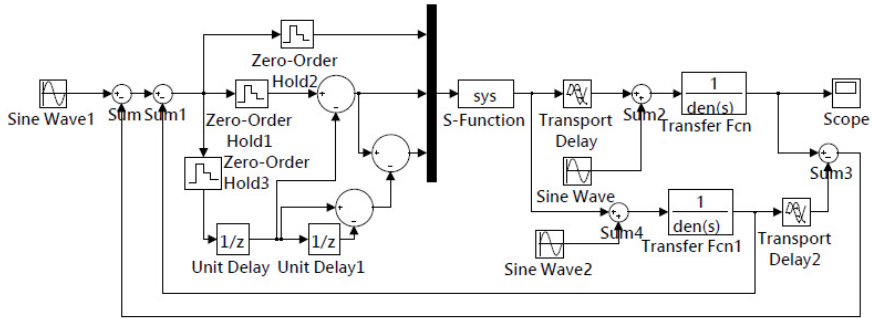 Zero-Order
Hold2
Sine Wave1
Sum
Sum1
Zero-Order
Hold1
Zero-Order
Hold3
1/z
Unit Delay
1/z
Unit Delay1
sys
S-Function
Transport
Delay
Sum2
1
den(s)
Transfer Fcn
Scope
Sine Wave
Sum3
Sum4
1
den(s)
Transfer Fcn1
Transport
Delay2
Sine Wave2